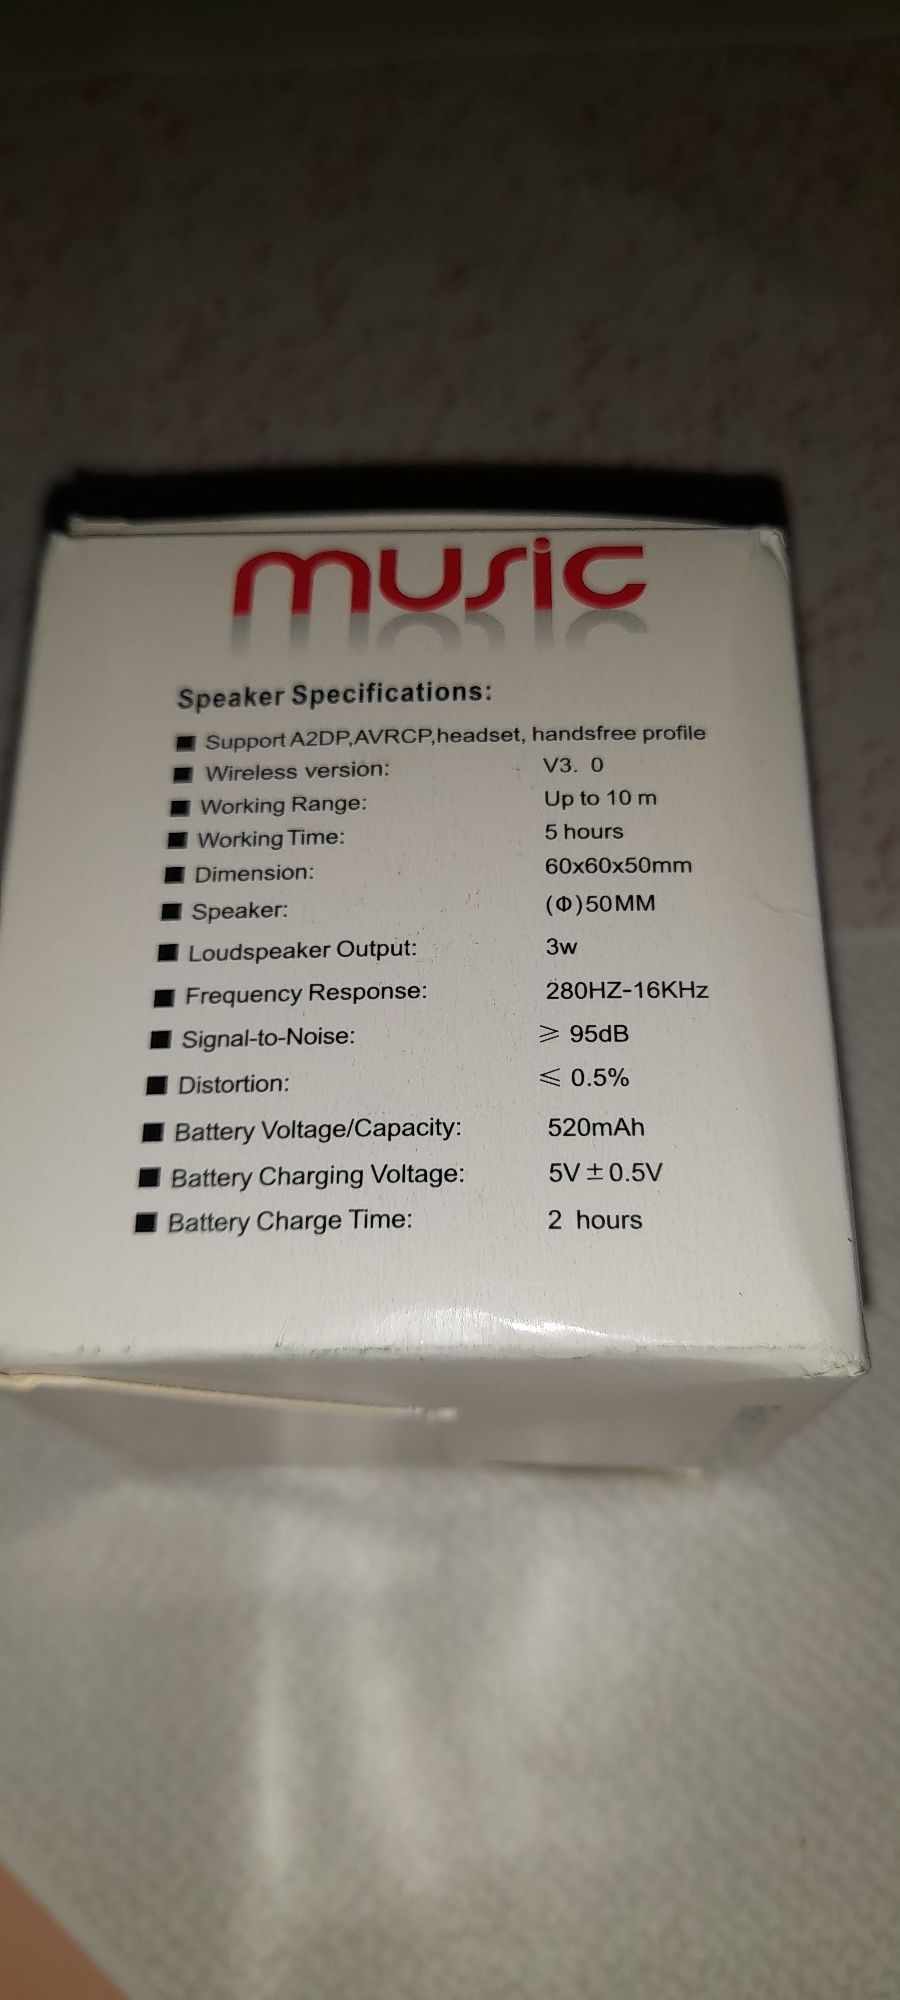 music
Speaker Specifications:
■ Support A2DP,AVRCP,headset, handsfree profile
■ Wireless version: V3. 0
■ Working Range: Up to 10 m
■ Working Time: 5 hours
■ Dimension: 60x60x50mm
■ Speaker: (Φ)50MM
■ Loudspeaker Output: 3w
■ Frequency Response: 280HZ-16KHz
■ Signal-to-Noise: ≥ 95dB
■ Distortion: ≤ 0.5%
■ Battery Voltage/Capacity: 520mAh
■ Battery Charging Voltage: 5V±0.5V
■ Battery Charge Time: 2 hours